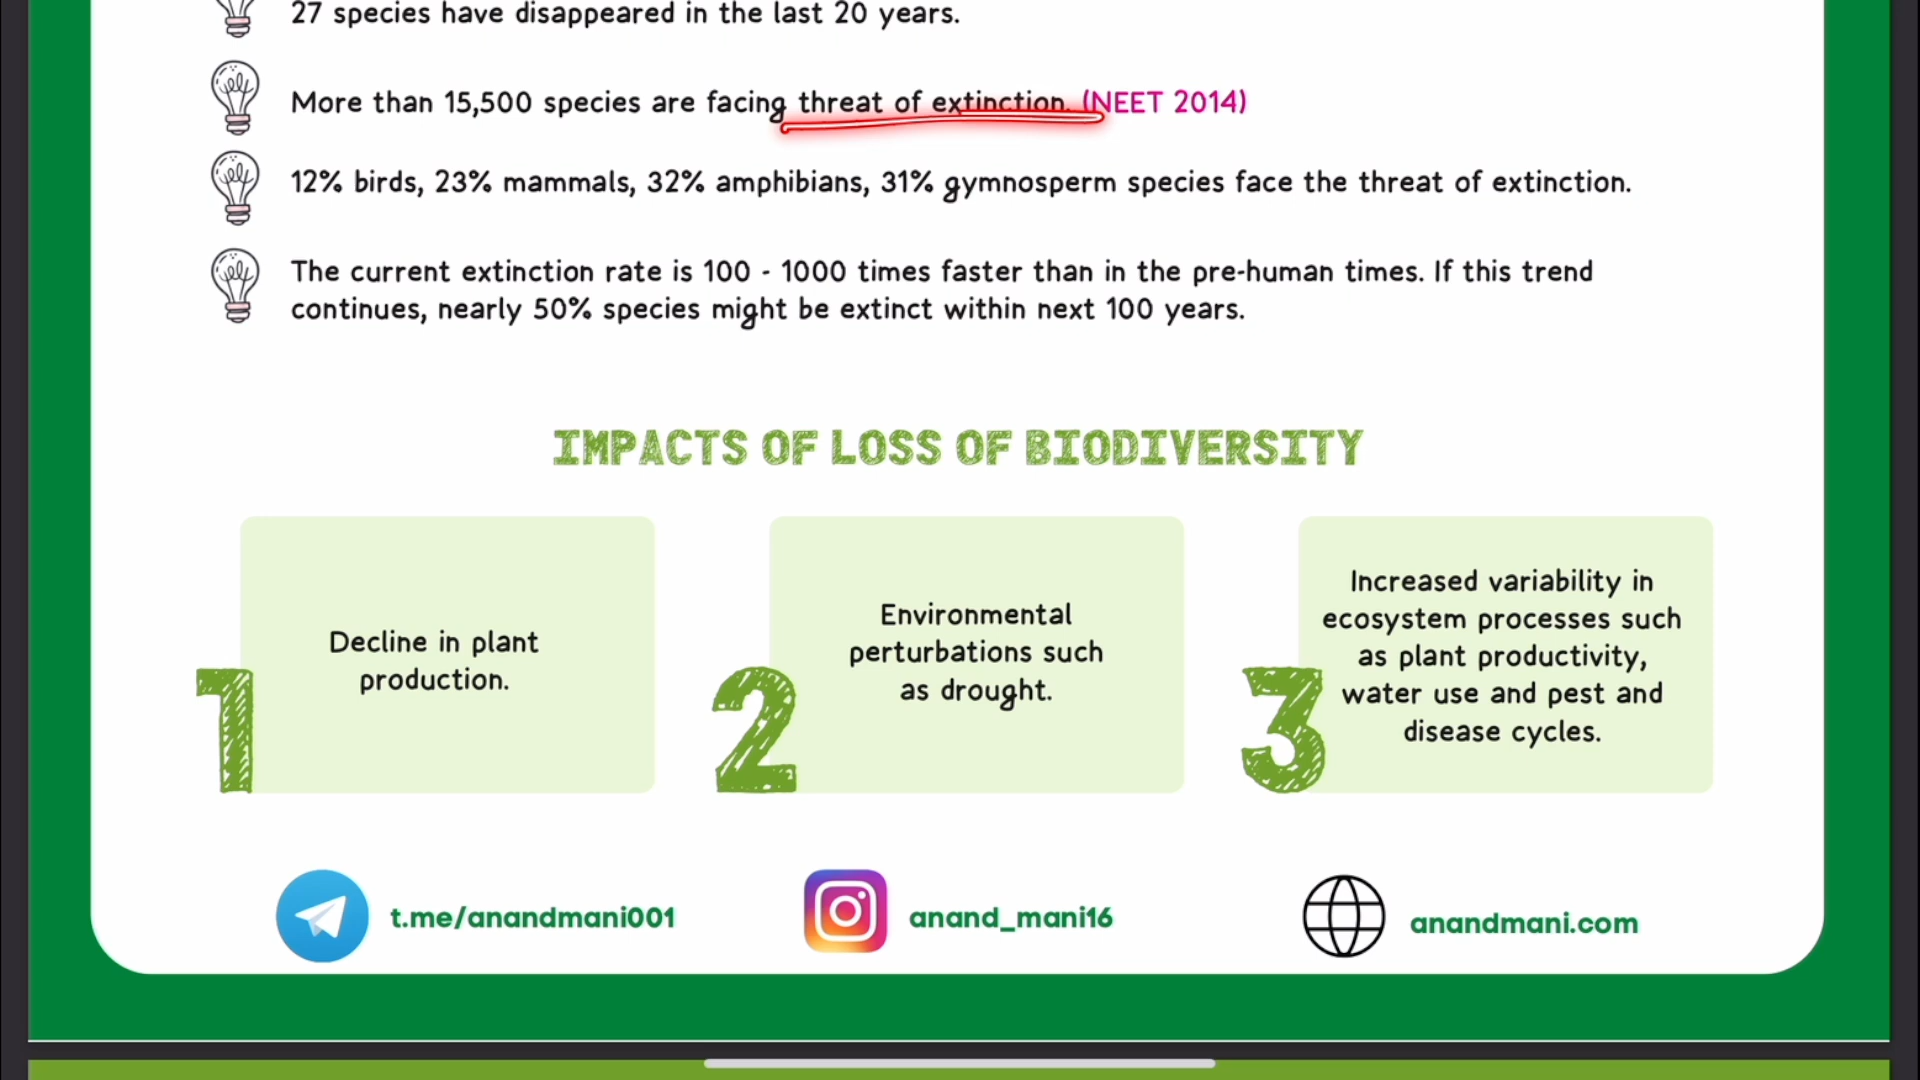 27 species have disappeared in the last 20 years.
More than 15,500 species are facing threat of extinction. (NEET 2014)
12% birds, 23% mammals, 32% amphibians, 31% gymnosperm species face the threat of extinction.
The current extinction rate is 100 - 1000 times faster than in the pre-human times. If this trend
continues, nearly 50% species might be extinct within next 100 years.
IMPACTS OF LOSS OF BIODIVERSITY
1
Decline in plant
production.
2
Environmental
perturbations such
as drought.
3
Increased variability in
ecosystem processes such
as plant productivity,
water use and pest and
disease cycles.
t.me/anandmani001
anand_mani16
anandmani.com